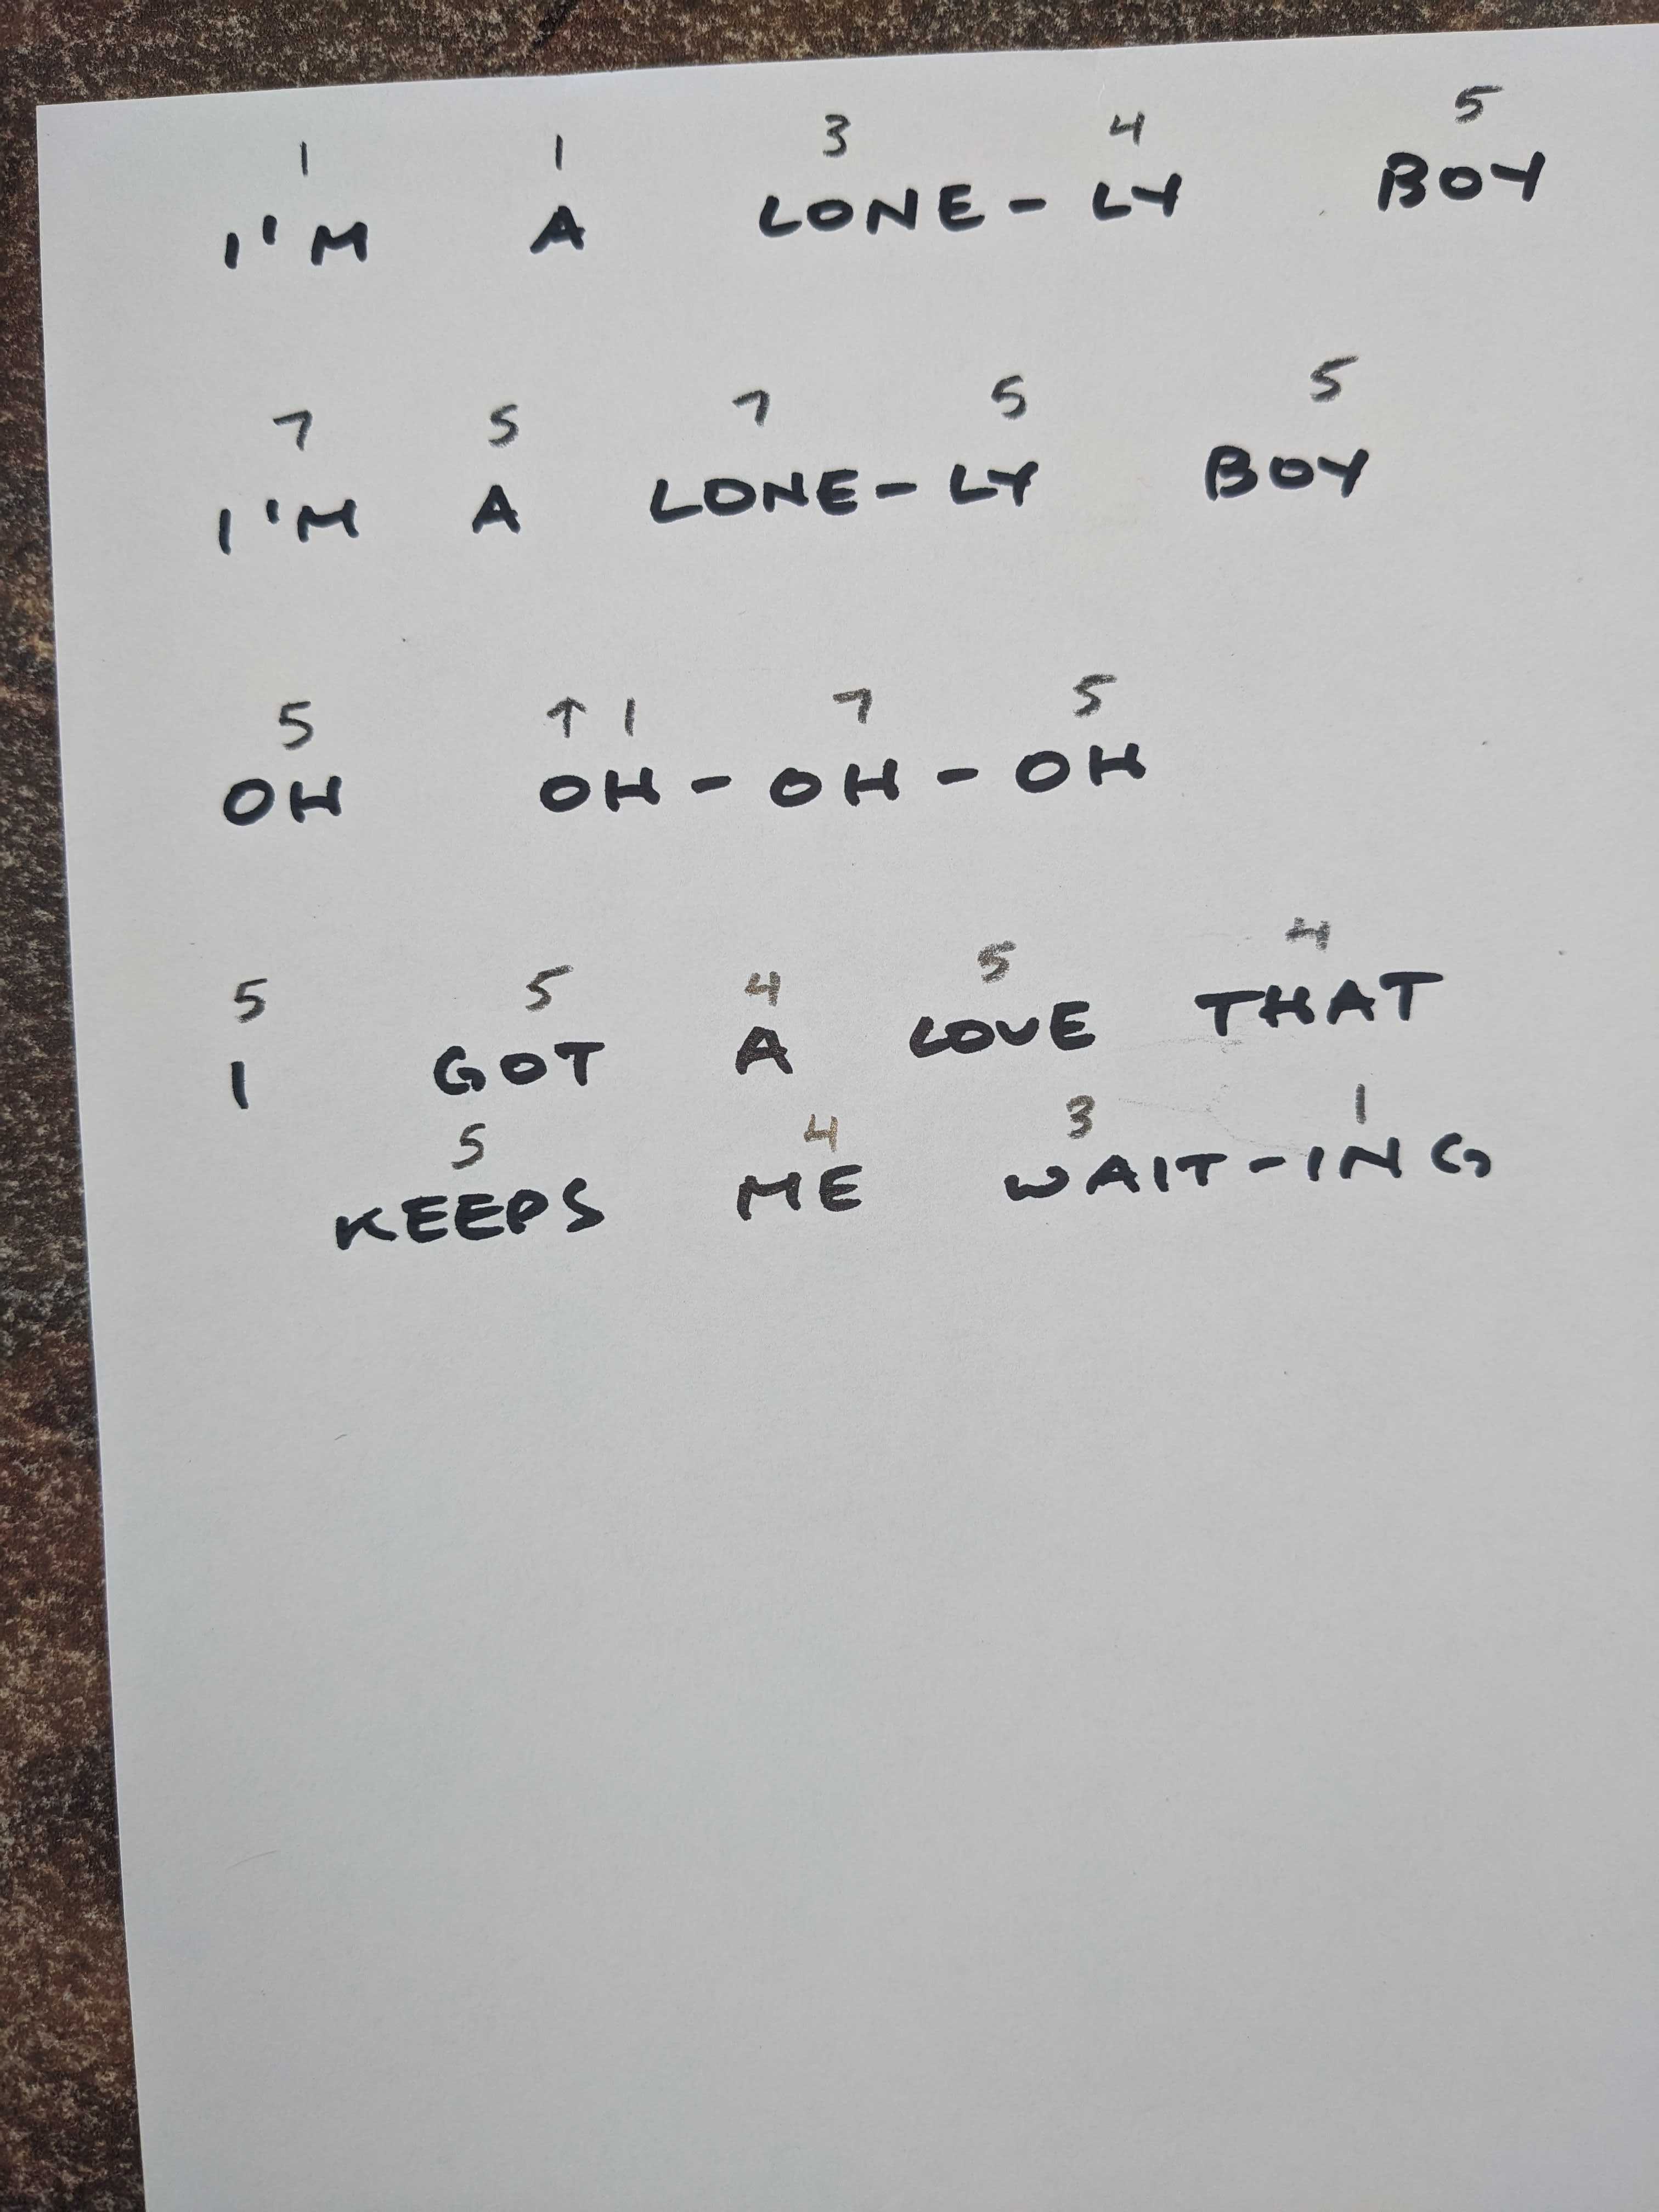 1 1 3 4 5
I'M A LONE-LY BOY
7 5 7 5 5
I'M A LONE-LY BOY
5 ↑1 7 5
OH OH-OH-OH
5 5 4 5 4
I GOT A LOVE THAT
5 4 3 1
KEEPS ME WAIT-ING